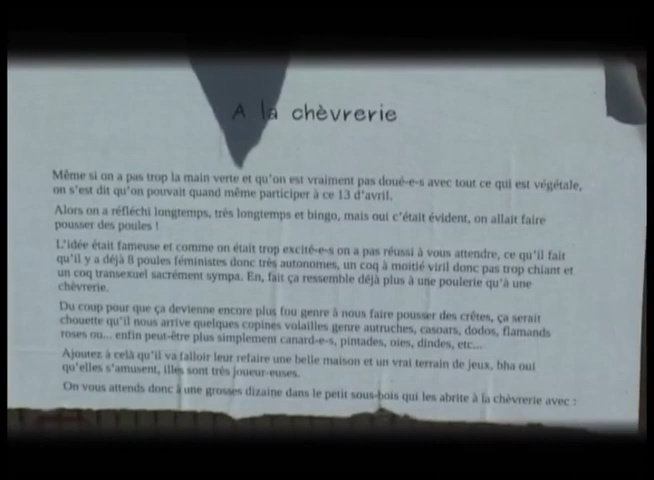 A la chèvrerie
Même si on a pas trop la main verte et qu'on est vraiment pas doué-e-s avec tout ce qui est végétale,
on s'est dit qu'on pouvait quand même participer à ce 13 d'avril.
Alors on a réfléchi longtemps, très longtemps et bingo, mais oui c'était évident, on allait faire
pousser des poules !
L'idée était fameuse et comme on était trop excité-e-s on a pas réussi à vous attendre, ce qu'il fait
qu'il y a déjà 8 poules féministes donc très autonomes, un coq à moitié viril donc pas trop chiant et
un coq transexuel sacrément sympa. En, fait ça ressemble déjà plus à une poulerie qu'à une
chèvrerie.
Du coup pour que ça devienne encore plus fou genre à nous faire pousser des crêtes, ça serait
chouette qu'il nous arrive quelques copines volailles genre autruches, casoars, dodos, flamands
roses ou... enfin peut-être plus simplement canard-e-s, pintades, oies, dindes, etc...
Ajoutez à celà qu'il va falloir leur refaire une belle maison et un vrai terrain de jeux, bha oui
qu'elles s'amusent, illes sont très joueur-euses.
On vous attends donc à une grosses dizaine dans le petit sous-bois qui les abrite à la chèvrerie avec :